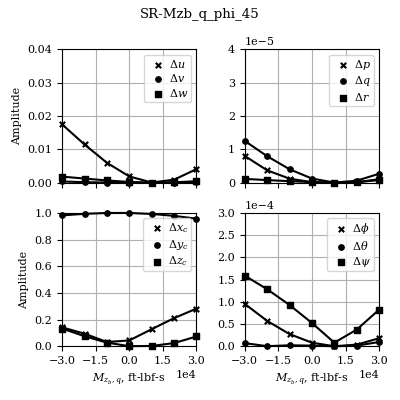 SR-Mzb_q_phi_45
Amplitude
0.04
0.03
0.02
0.01
0.00
Δu
Δv
Δw
1e−5
4
3
2
1
0
Δp
Δq
Δr
Amplitude
1.0
0.8
0.6
0.4
0.2
0.0
Δx_c
Δy_c
Δz_c
−3.0 −1.5 0.0 1.5 3.0
1e4
M_{z_b, q}, ft-lbf-s
1e−4
3.0
2.5
2.0
1.5
1.0
0.5
0.0
Δϕ
Δθ
Δψ
−3.0 −1.5 0.0 1.5 3.0
1e4
M_{z_b, q}, ft-lbf-s